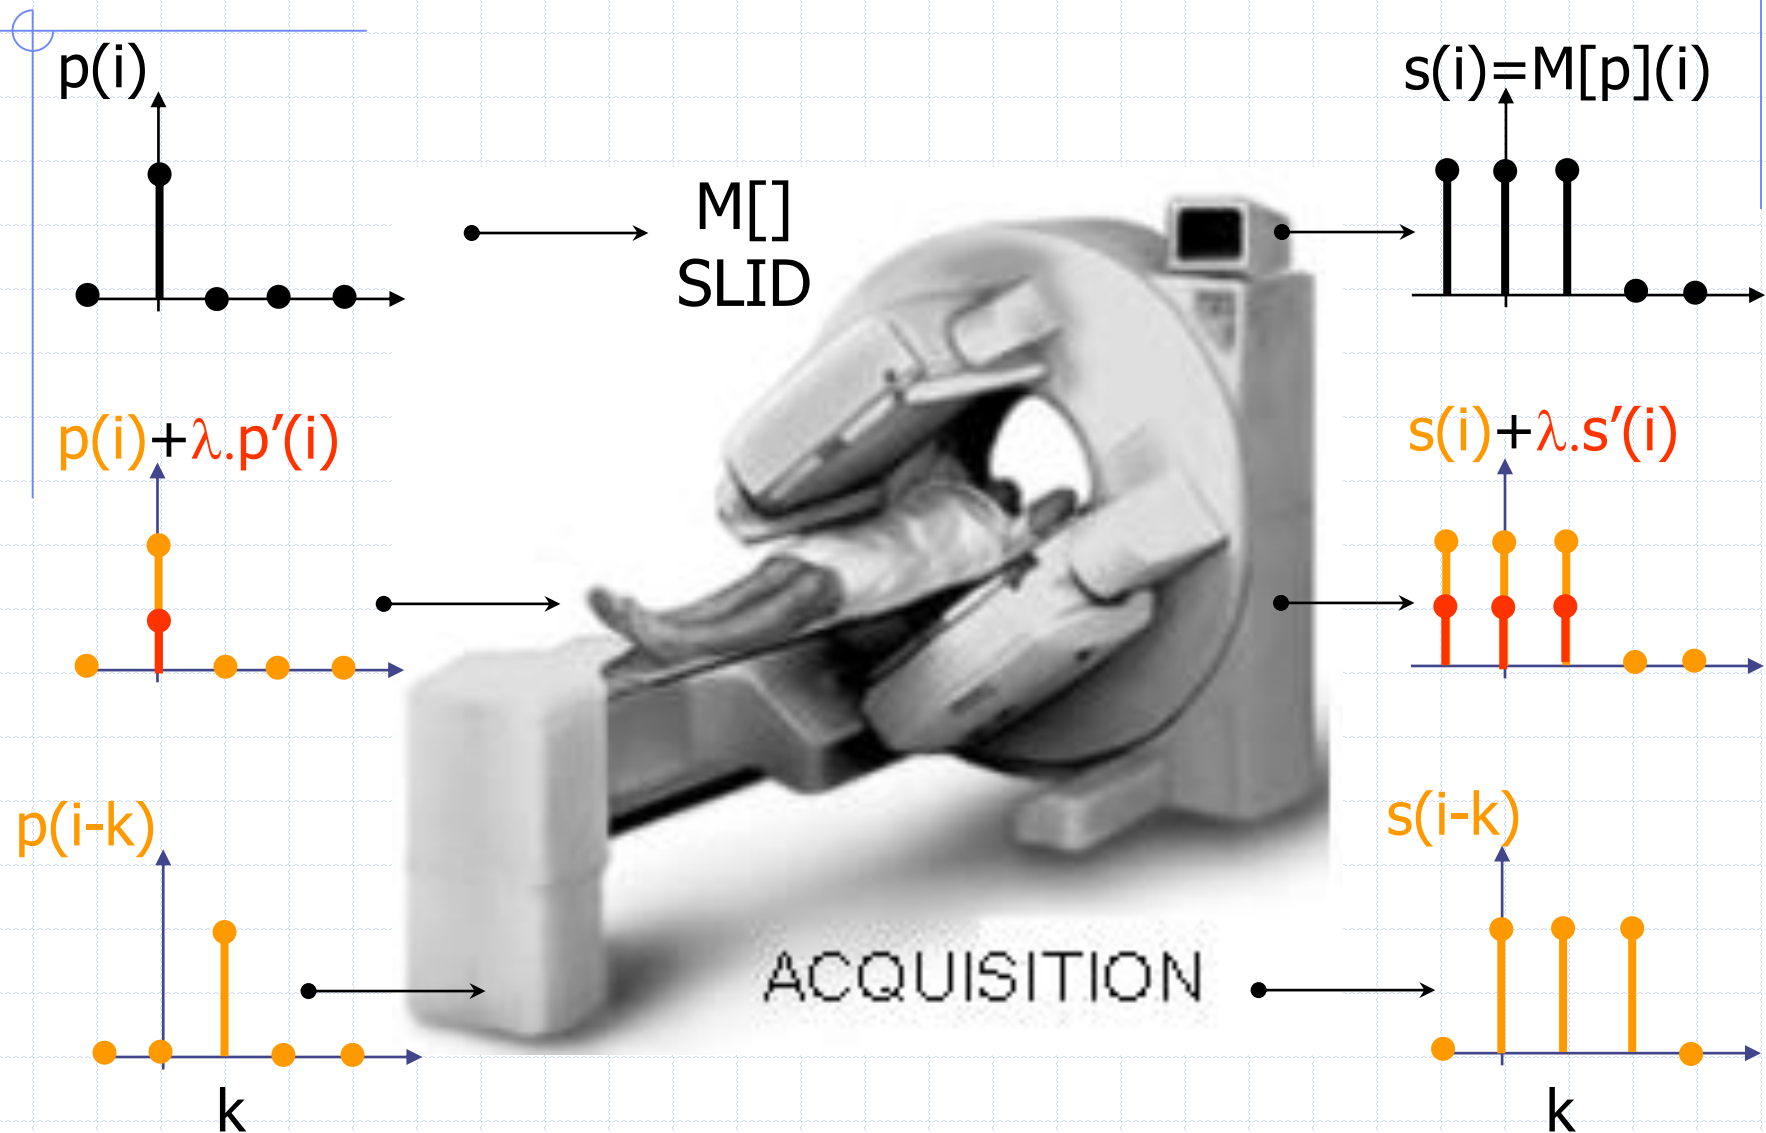 p(i)
s(i)=M[p](i)
M[]
SLID
p(i)+λ.p′(i)
s(i)+λ.s′(i)
p(i-k)
s(i-k)
ACQUISITION
k
k